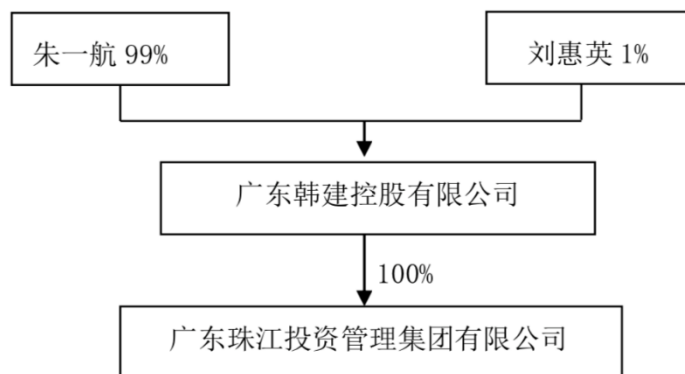 朱一航 99%
刘惠英 1%
广东韩建控股有限公司
100%
广东珠江投资管理集团有限公司